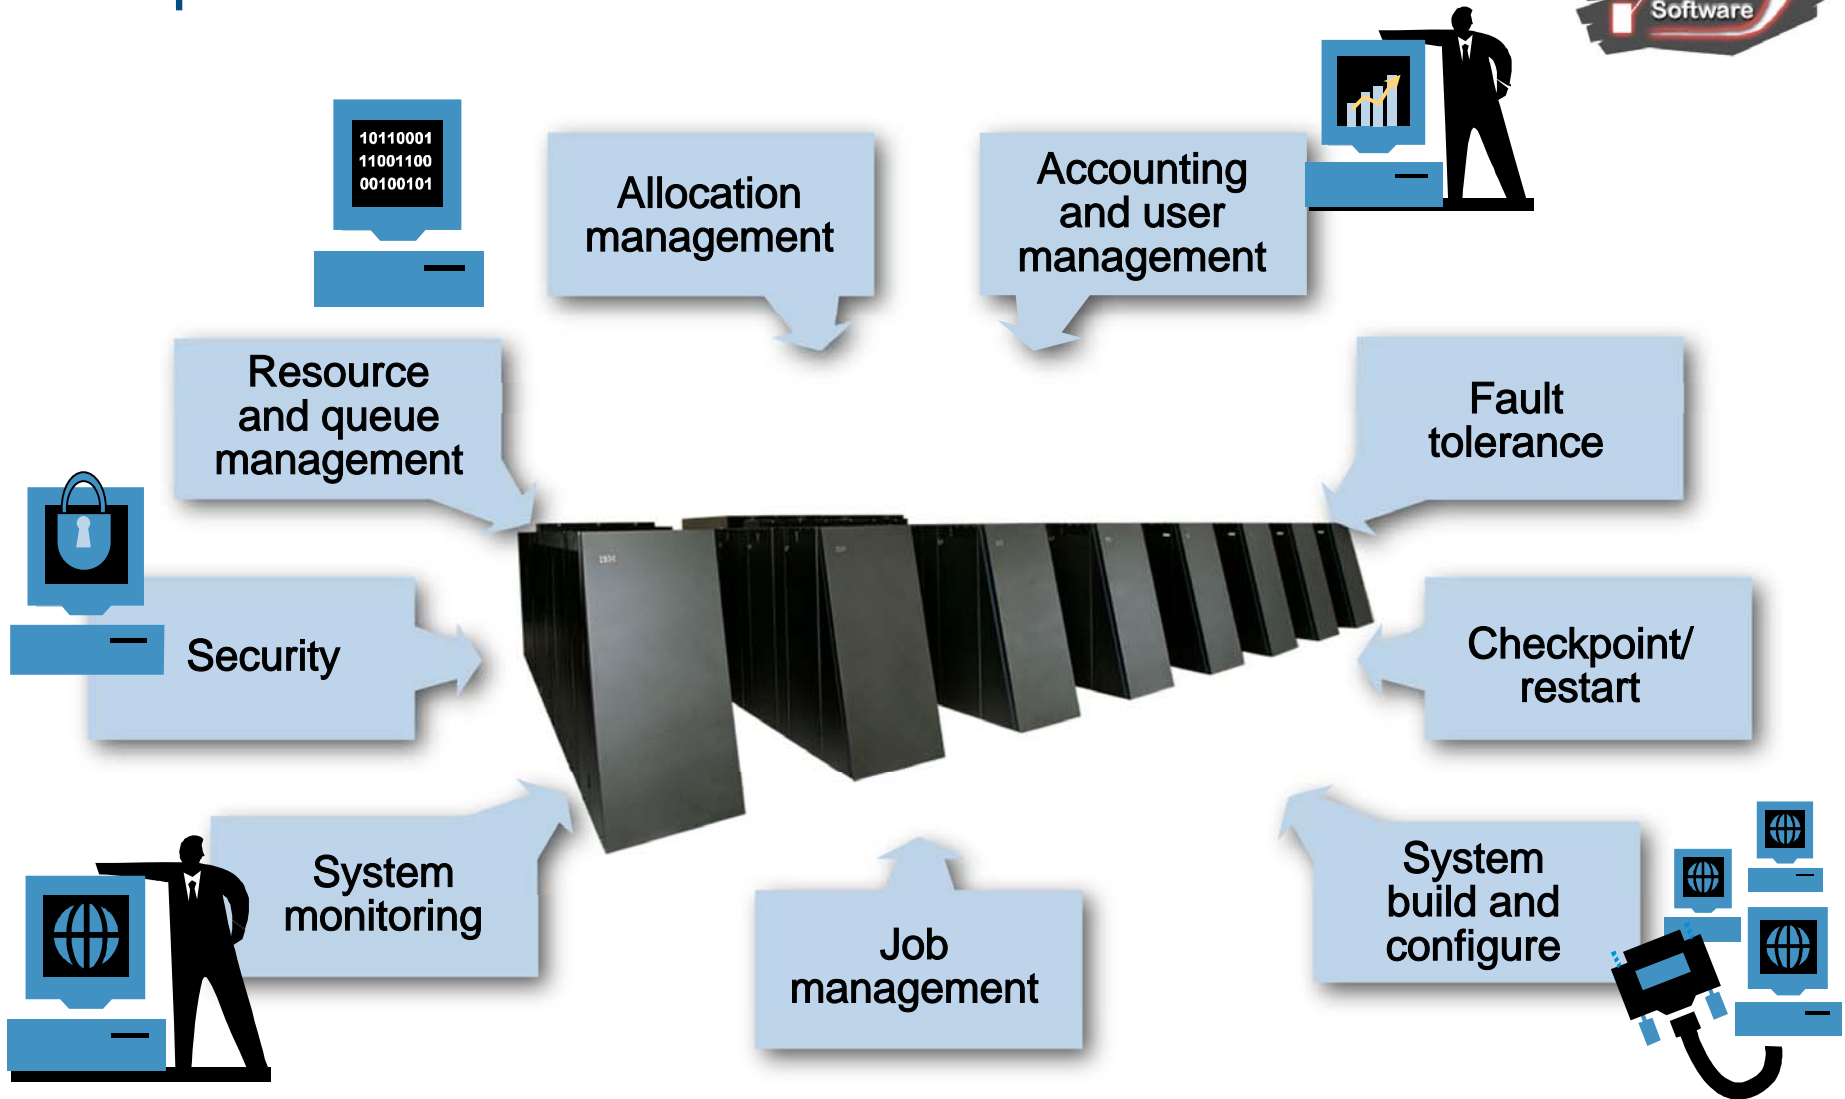 Software
10110001
11001100
00100101
Allocation
management
Accounting
and user
management
Resource
and queue
management
Fault
tolerance
Security
Checkpoint/
restart
System
monitoring
Job
management
System
build and
configure
IBM